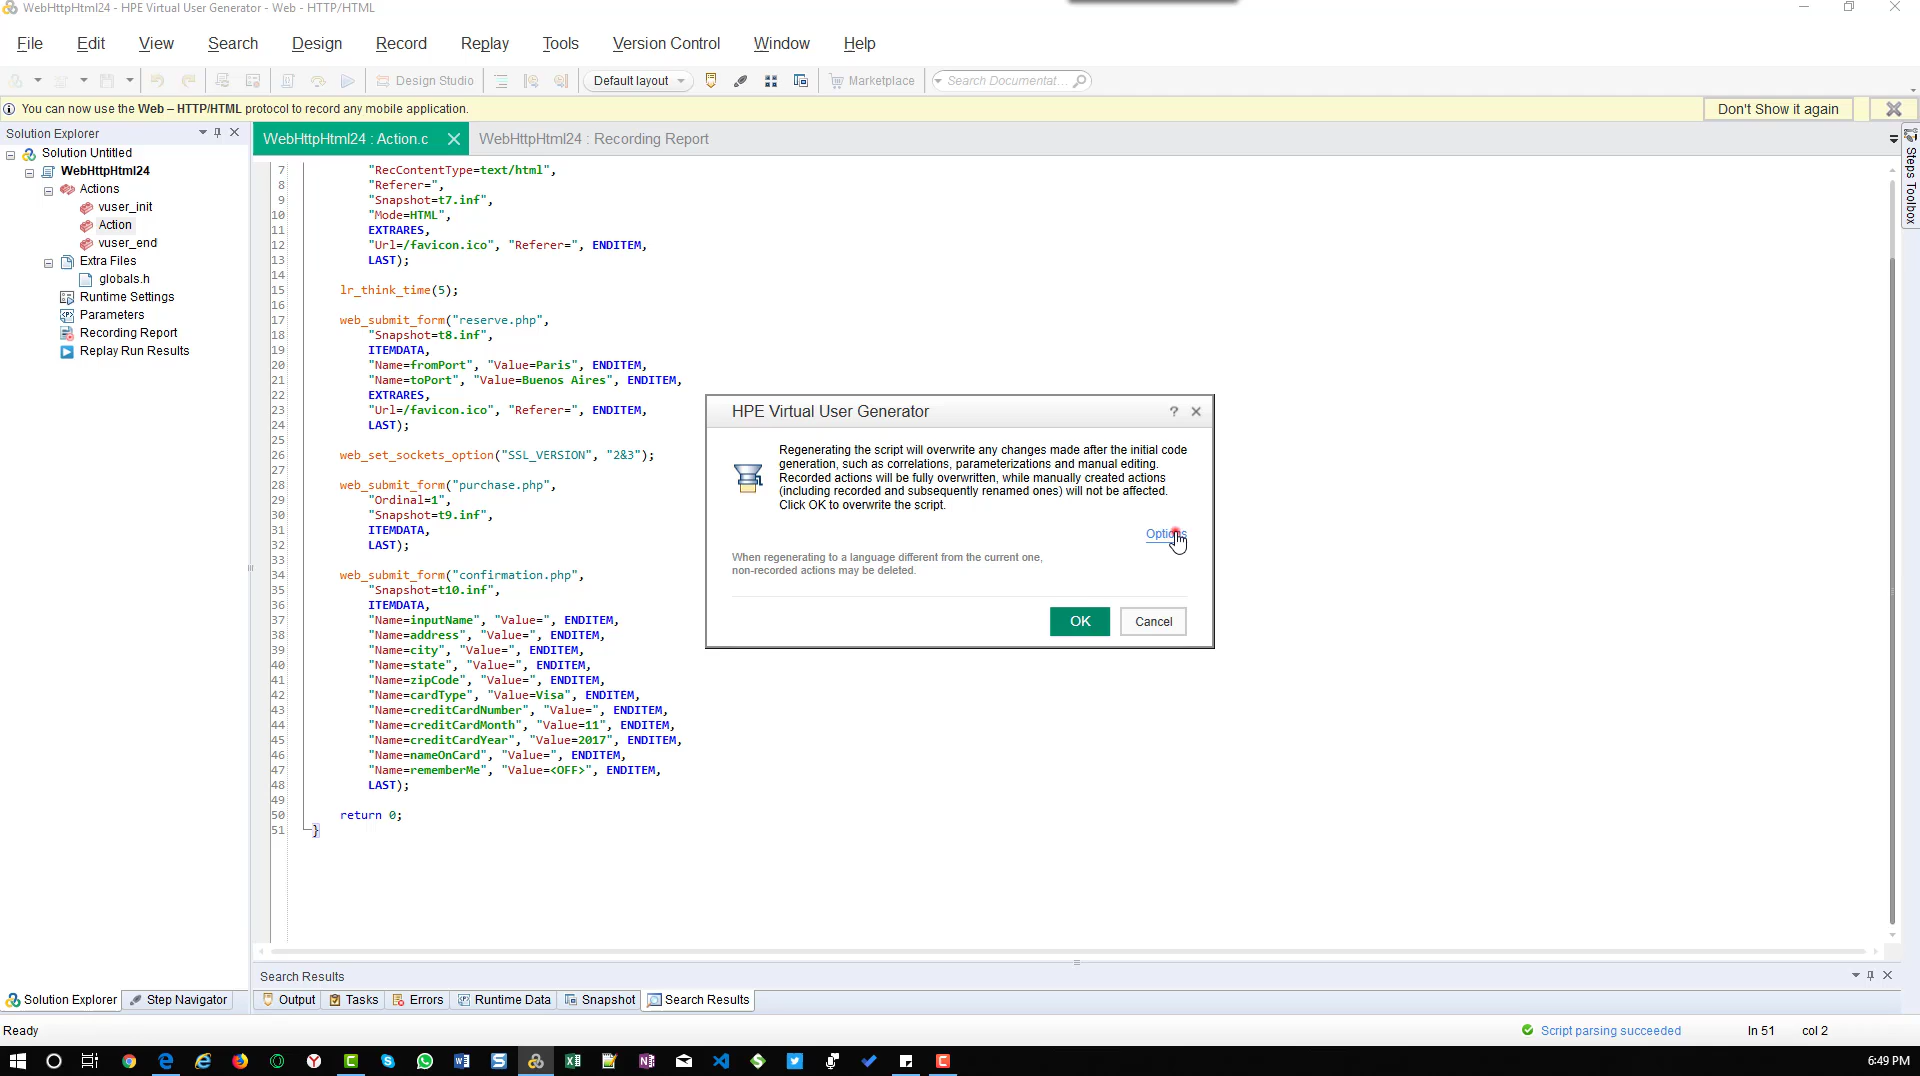 WebHttpHtml24 - HPE Virtual User Generator - Web - HTTP/HTML
File Edit View Search Design Record Replay Tools Version Control Window Help
Design Studio Default layout Marketplace Search Documentat...
You can now use the Web – HTTP/HTML protocol to record any mobile application. Don't Show it again
Solution Explorer
Solution Untitled
WebHttpHtml24
Actions
vuser_init
Action
vuser_end
Extra Files
globals.h
Runtime Settings
Parameters
Recording Report
Replay Run Results
WebHttpHtml24 : Action.c WebHttpHtml24 : Recording Report
7 "RecContentType=text/html",
8 "Referer=",
9 "Snapshot=t7.inf",
10 "Mode=HTML",
11 EXTRARES,
12 "Url=/favicon.ico", "Referer=", ENDITEM,
13 LAST);
14
15 lr_think_time(5);
16
17 web_submit_form("reserve.php",
18 "Snapshot=t8.inf",
19 ITEMDATA,
20 "Name=fromPort", "Value=Paris", ENDITEM,
21 "Name=toPort", "Value=Buenos Aires", ENDITEM,
22 EXTRARES,
23 "Url=/favicon.ico", "Referer=", ENDITEM,
24 LAST);
25
26 web_set_sockets_option("SSL_VERSION", "2&3");
27
28 web_submit_form("purchase.php",
29 "Ordinal=1",
30 "Snapshot=t9.inf",
31 ITEMDATA,
32 LAST);
33
34 web_submit_form("confirmation.php",
35 "Snapshot=t10.inf",
36 ITEMDATA,
37 "Name=inputName", "Value=", ENDITEM,
38 "Name=address", "Value=", ENDITEM,
39 "Name=city", "Value=", ENDITEM,
40 "Name=state", "Value=", ENDITEM,
41 "Name=zipCode", "Value=", ENDITEM,
42 "Name=cardType", "Value=Visa", ENDITEM,
43 "Name=creditCardNumber", "Value=", ENDITEM,
44 "Name=creditCardMonth", "Value=11", ENDITEM,
45 "Name=creditCardYear", "Value=2017", ENDITEM,
46 "Name=nameOnCard", "Value=", ENDITEM,
47 "Name=rememberMe", "Value=<OFF>", ENDITEM,
48 LAST);
49
50 return 0;
51 }
HPE Virtual User Generator
Regenerating the script will overwrite any changes made after the initial code
generation, such as correlations, parameterizations and manual editing.
Recorded actions will be fully overwritten, while manually created actions
(including recorded and subsequently renamed ones) will not be affected.
Click OK to overwrite the script.
Options
When regenerating to a language different from the current one,
non-recorded actions may be deleted.
OK Cancel
Steps Toolbox
Search Results
Solution Explorer Step Navigator Output Tasks Errors Runtime Data Snapshot Search Results
Ready Script parsing succeeded ln 51 col 2
6:49 PM